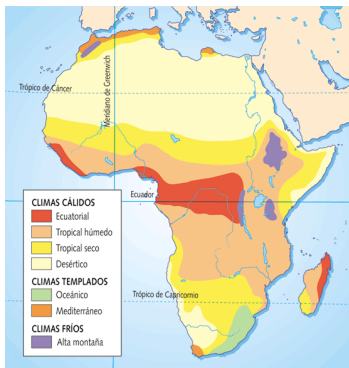 Trópico de Cáncer
Meridiano de Greenwich
Ecuador
Trópico de Capricornio
CLIMAS CÁLIDOS
Ecuatorial
Tropical húmedo
Tropical seco
Desértico
CLIMAS TEMPLADOS
Oceánico
Mediterráneo
CLIMAS FRÍOS
Alta montaña